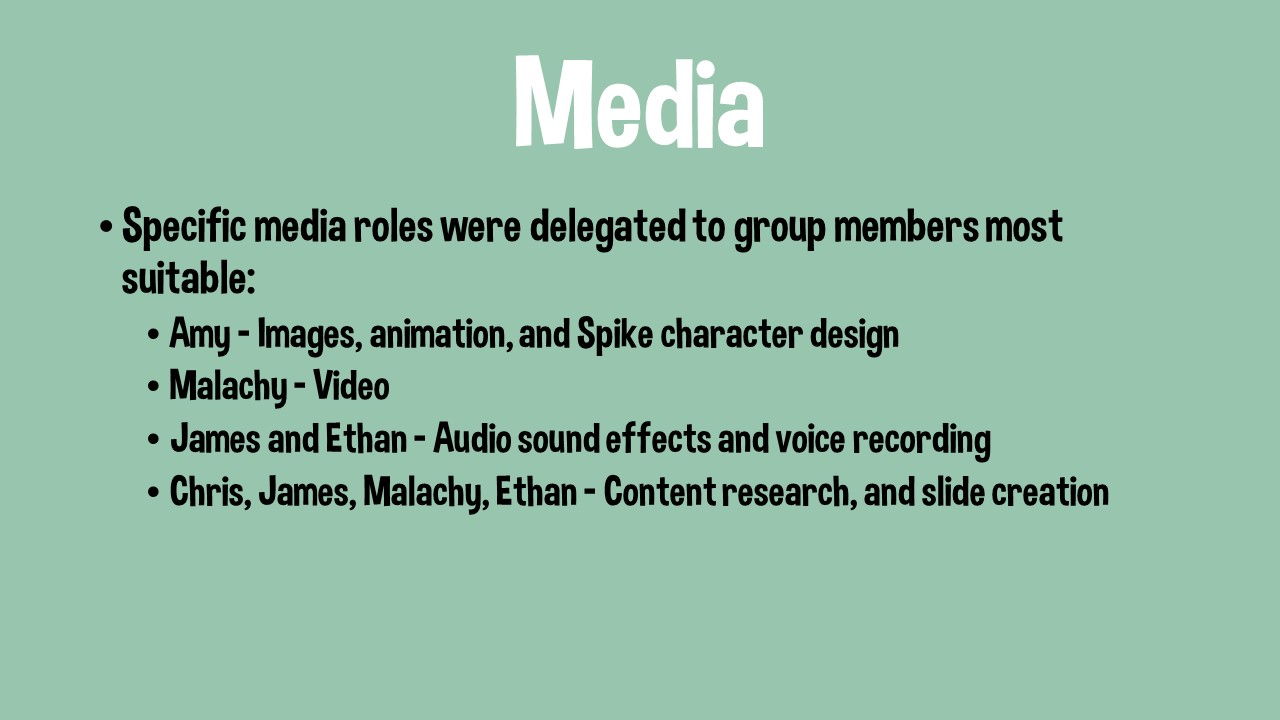 Media
• Specific media roles were delegated to group members most
suitable:
• Amy - Images, animation, and Spike character design
• Malachy - Video
• James and Ethan - Audio sound effects and voice recording
• Chris, James, Malachy, Ethan - Content research, and slide creation